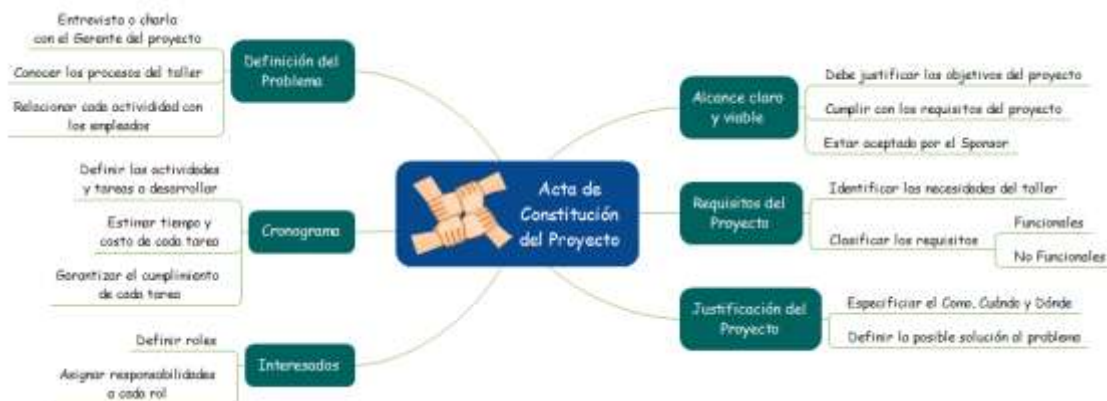 Acta de
Constitución
del Proyecto
Definición del
Problema
Entrevista o charla
con el Gerente del proyecto
Conocer los procesos del taller
Relacionar cada actividad con
los empleados
Cronograma
Definir las actividades
y tareas a desarrollar
Estimar tiempo y
costo de cada tarea
Garantizar el cumplimiento
de cada tarea
Interesados
Definir roles
Asignar responsabilidades
a cada rol
Alcance claro
y viable
Debe justificar los objetivos del proyecto
Cumplir con los requisitos del proyecto
Estar aceptado por el Sponsor
Requisitos del
Proyecto
Identificar las necesidades del taller
Clasificar los requisitos
Funcionales
No Funcionales
Justificación del
Proyecto
Especificiar el Como, Cuándo y Dónde
Definir la posible solución al problema